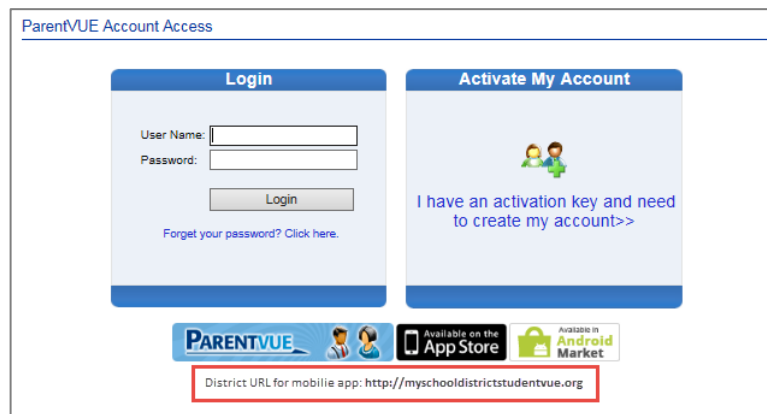 ParentVUE Account Access
Login
User Name:
Password:
Login
Forget your password? Click here.
Activate My Account
I have an activation key and need
to create my account>>
PARENTVUE
Available on the
App Store
Available in
Android
Market
District URL for mobilie app: http://myschooldistrictstudentvue.org